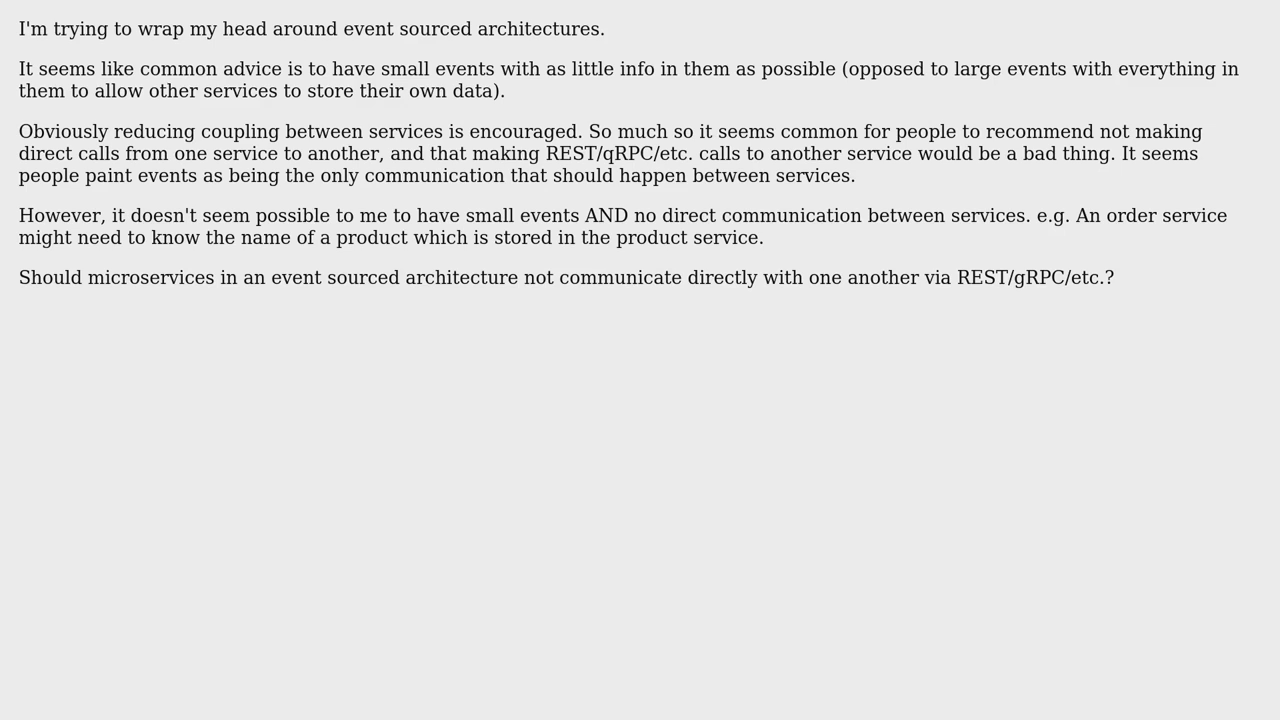 I'm trying to wrap my head around event sourced architectures.
It seems like common advice is to have small events with as little info in them as possible (opposed to large events with everything in
them to allow other services to store their own data).
Obviously reducing coupling between services is encouraged. So much so it seems common for people to recommend not making
direct calls from one service to another, and that making REST/qRPC/etc. calls to another service would be a bad thing. It seems
people paint events as being the only communication that should happen between services.
However, it doesn't seem possible to me to have small events AND no direct communication between services. e.g. An order service
might need to know the name of a product which is stored in the product service.
Should microservices in an event sourced architecture not communicate directly with one another via REST/gRPC/etc.?